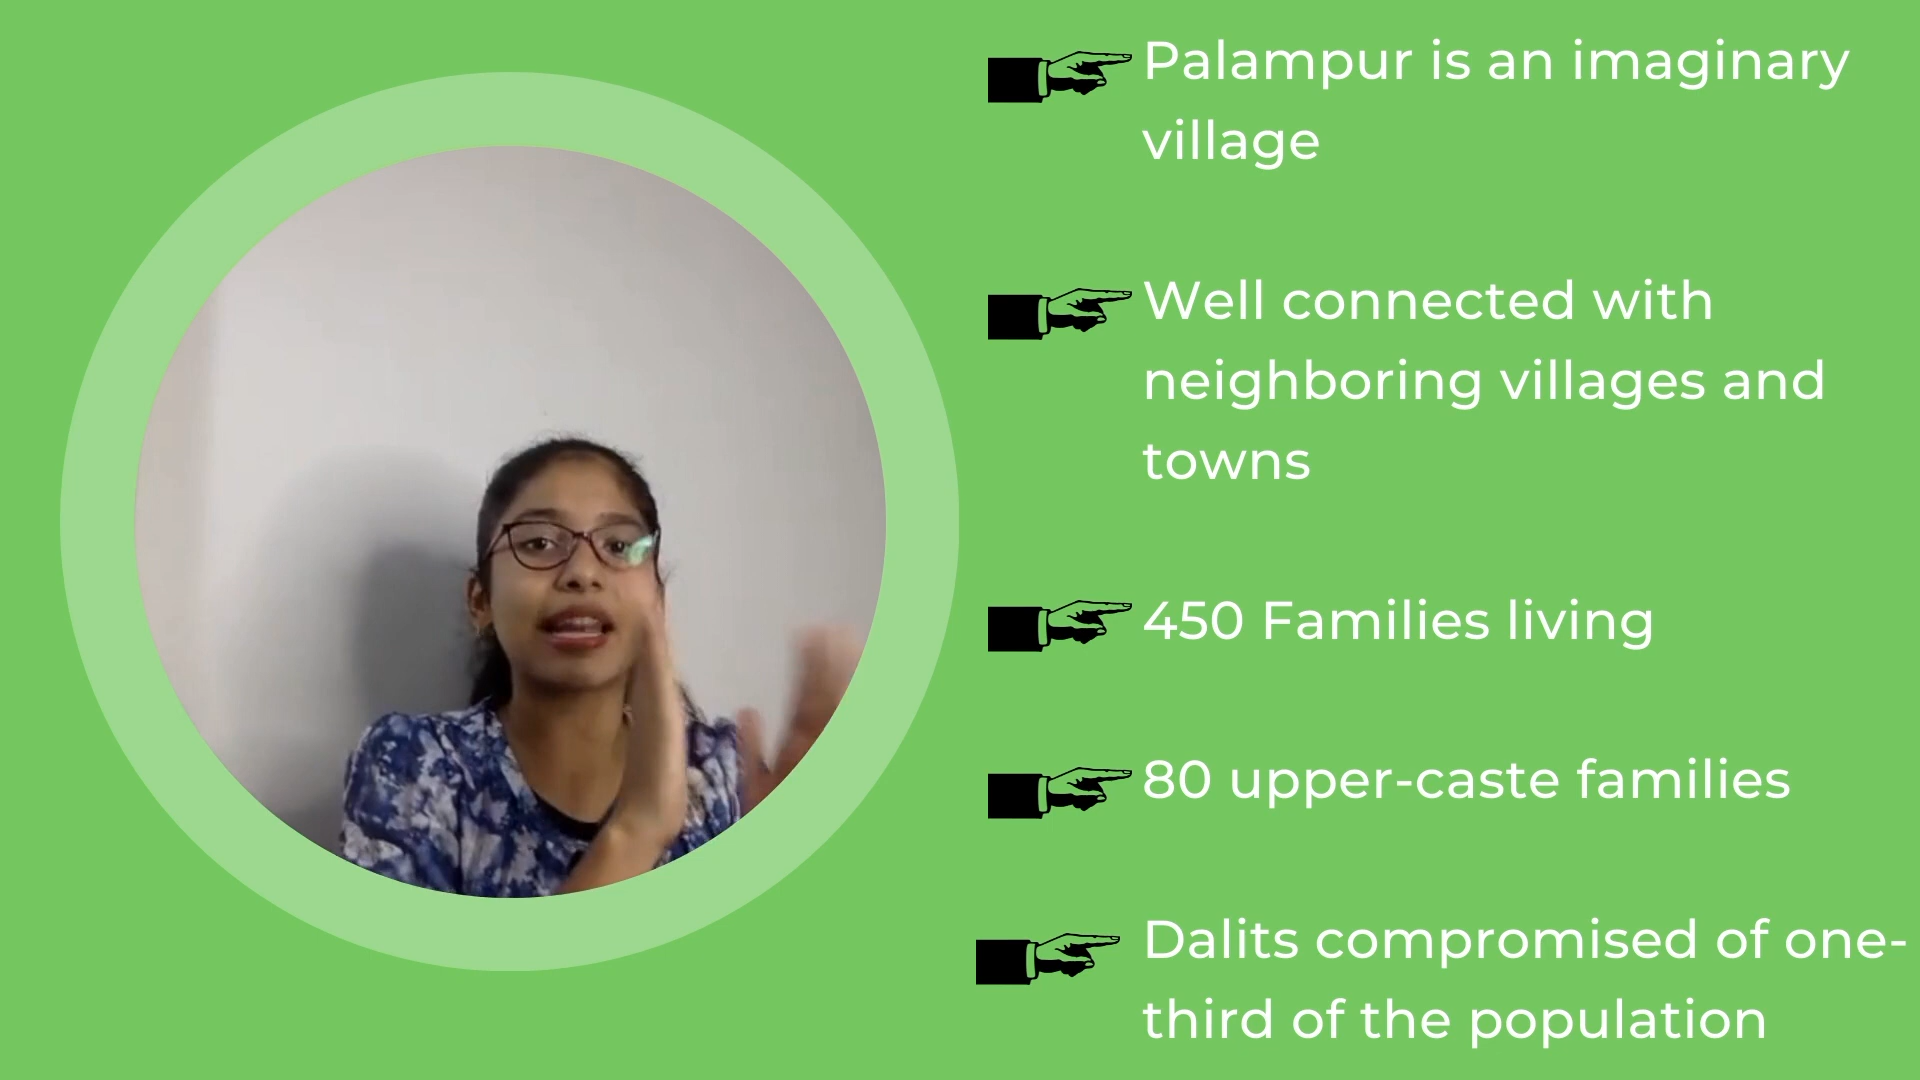 Palampur is an imaginary
village
Well connected with
neighboring villages and
towns
450 Families living
80 upper-caste families
Dalits compromised of one-
third of the population